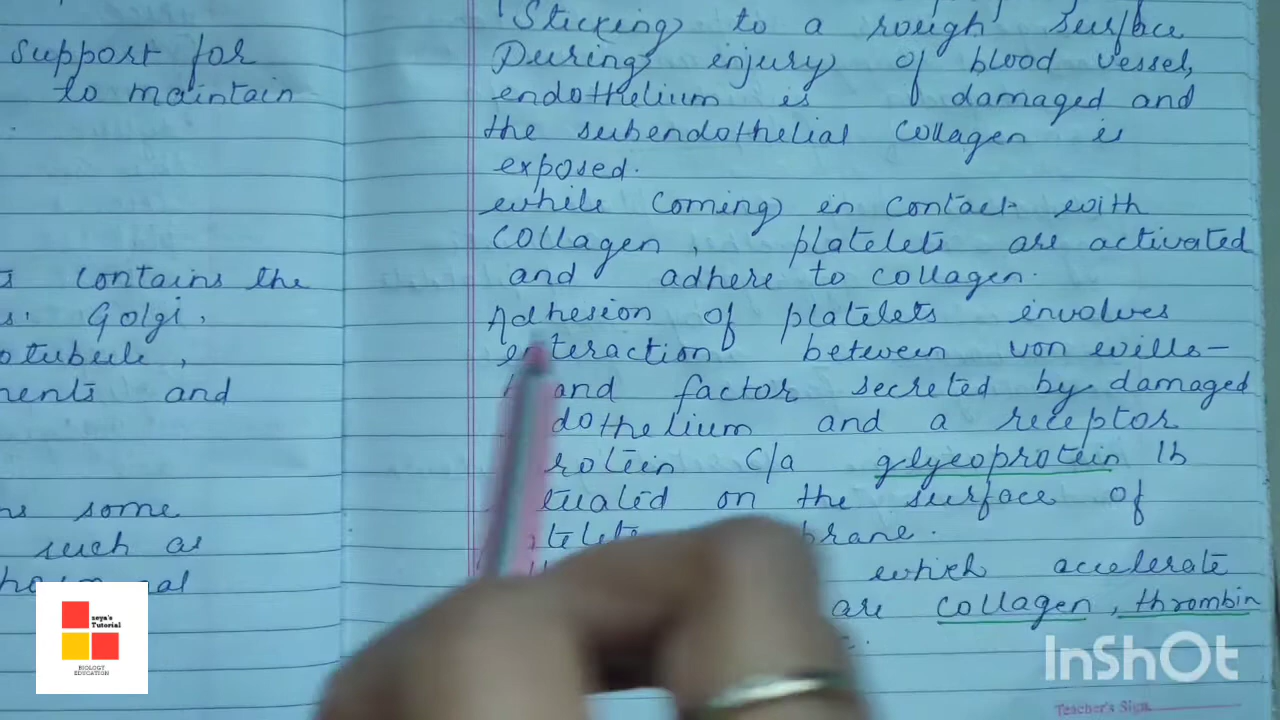 support for
to maintain
contains the
Golgi,
and
some
such as
Sticking to a rough surface
During injury of blood vessel,
endothelium is damaged and
the subendothelial collagen is
exposed.
while coming in contact with
collagen, platelets are activated
and adhere to collagen.
Adhesion of platelets involves
interaction between von wille-
and factor secreted by damaged
dothelium and a receptor
rotein c/a glycoprotein Ib
tuated on the surface of
brane.
which accelerate
are collagen, thrombin
seya's
Tutorial
BIOLOGY
EDUCATION
InShOt
Teacher's Sign